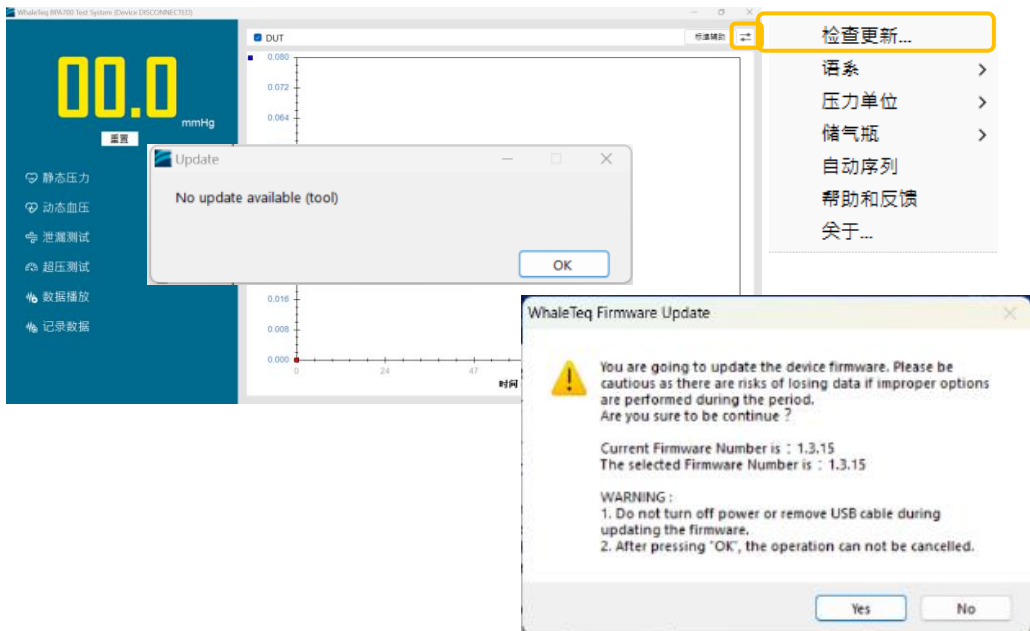 WhaleTeq RPA700 Test System (Device DISCONNECTED)
DUT
标准辅助
00.0
mmHg
重置
静态压力
动态血压
泄漏测试
超压测试
数据播放
记录数据
0.080
0.072
0.064
0.016
0.008
0.000
0
24
47
时间
Update
No update available (tool)
OK
检查更新...
语系
压力单位
储气瓶
自动序列
帮助和反馈
关于...
WhaleTeq Firmware Update
You are going to update the device firmware. Please be
cautious as there are risks of losing data if improper options
are performed during the period.
Are you sure to be continue ?
Current Firmware Number is : 1.3.15
The selected Firmware Number is : 1.3.15
WARNING :
1. Do not turn off power or remove USB cable during
updating the firmware.
2. After pressing "OK", the operation can not be cancelled.
Yes
No